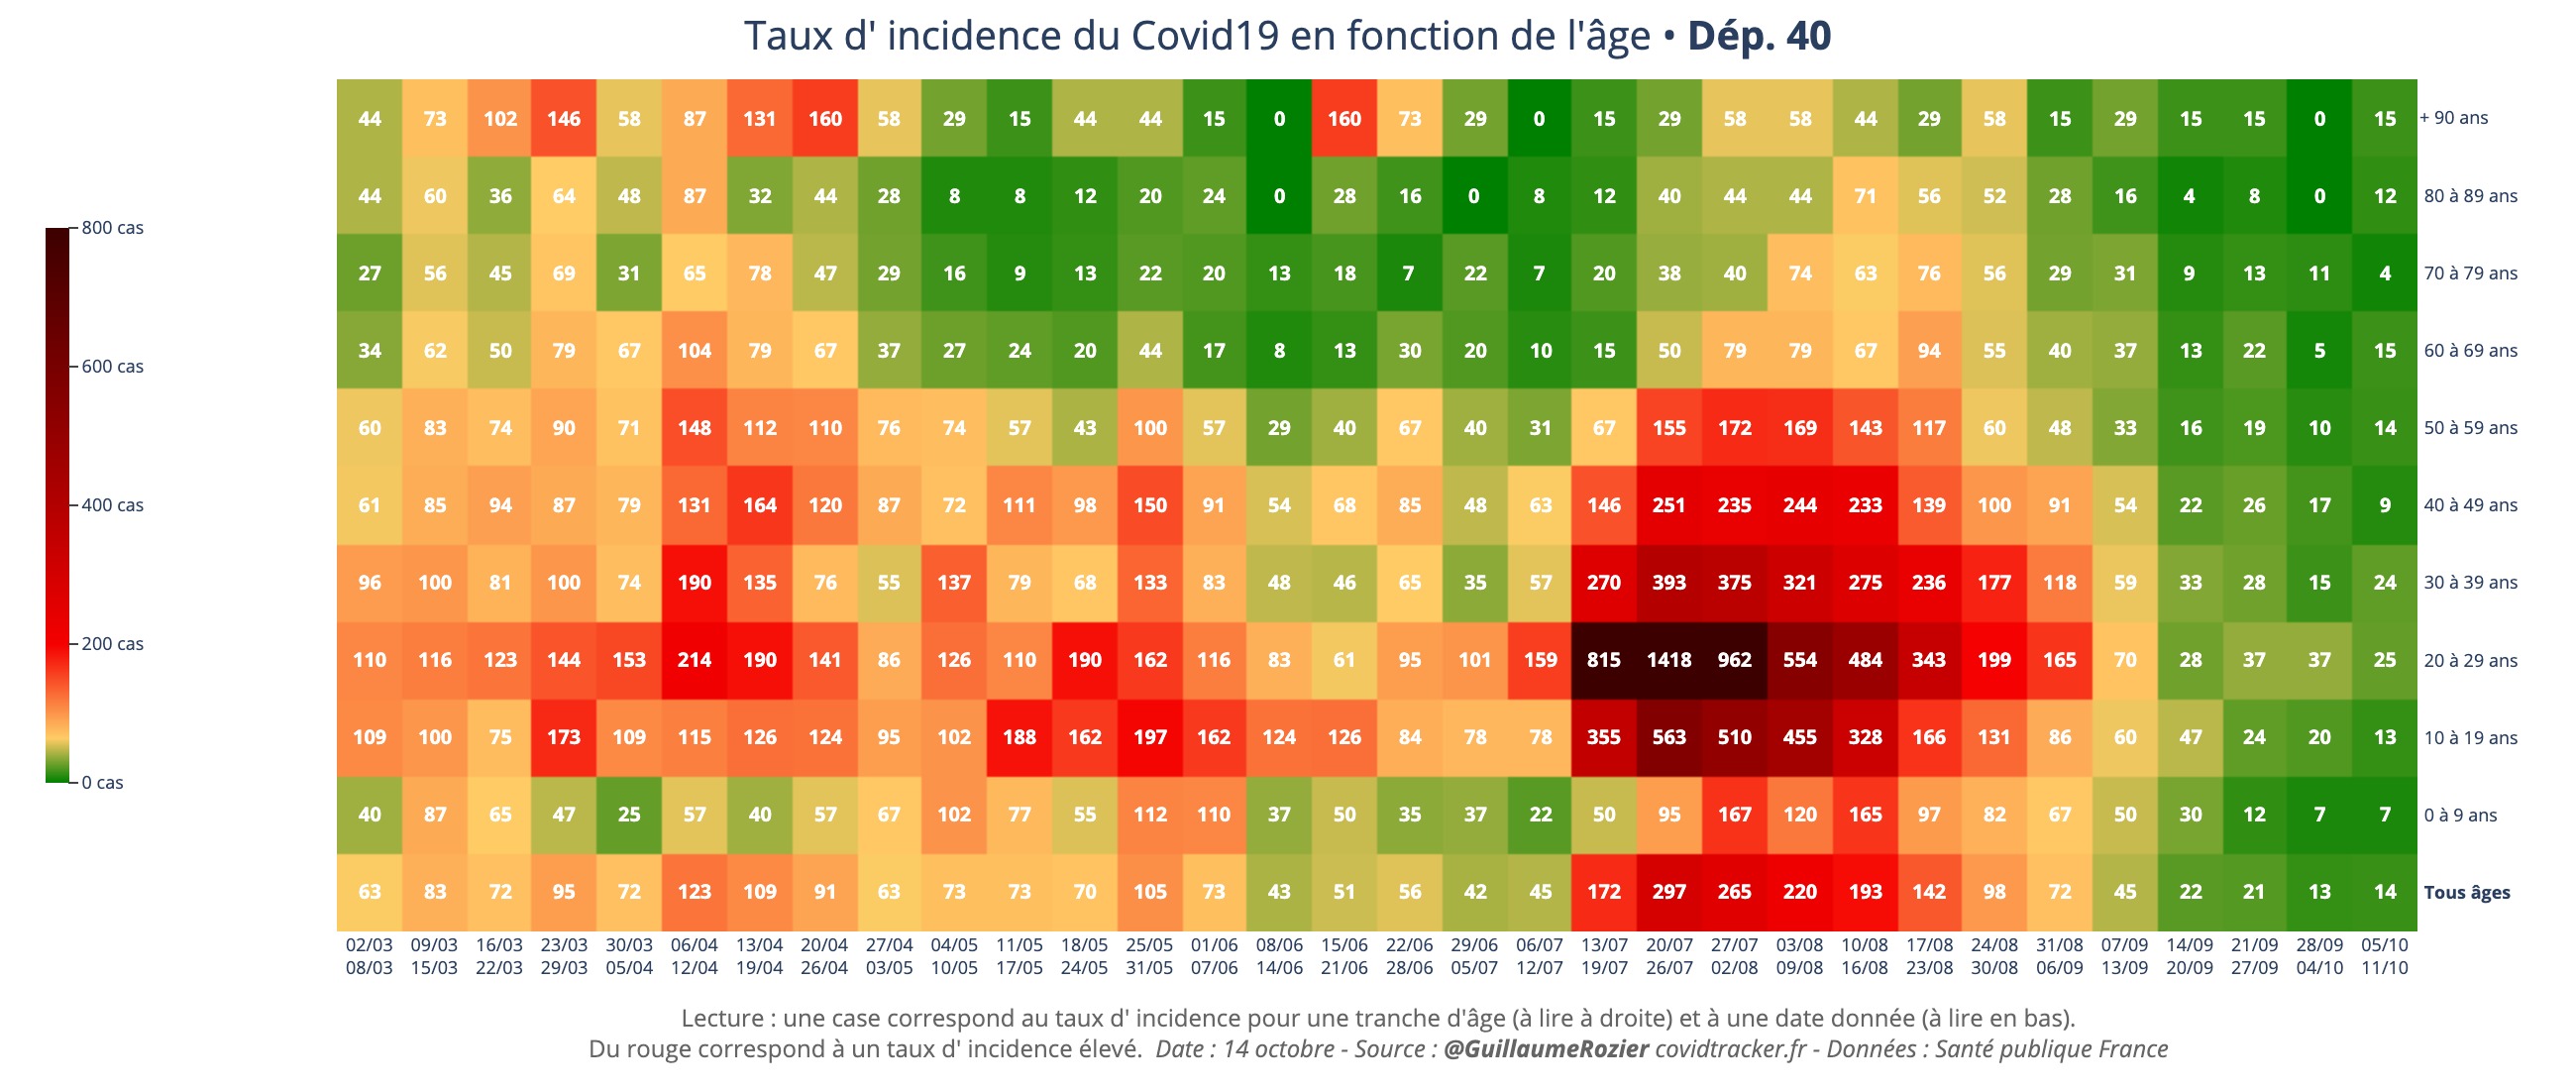 Taux d' incidence du Covid19 en fonction de l'âge • Dép. 40
44 73 102 146 58 87 131 160 58 29 15 44 44 15 0 160 73 29 0 15 29 58 58 44 29 58 15 29 15 15 0 15 + 90 ans
44 60 36 64 48 87 32 44 28 8 8 12 20 24 0 28 16 0 8 12 40 44 44 71 56 52 28 16 4 8 0 12 80 à 89 ans
800 cas
27 56 45 69 31 65 78 47 29 16 9 13 22 20 13 18 7 22 7 20 38 40 74 63 76 56 29 31 9 13 11 4 70 à 79 ans
34 62 50 79 67 104 79 67 37 27 24 20 44 17 8 13 30 20 10 15 50 79 79 67 94 55 40 37 13 22 5 15 60 à 69 ans
600 cas
60 83 74 90 71 148 112 110 76 74 57 43 100 57 29 40 67 40 31 67 155 172 169 143 117 60 48 33 16 19 10 14 50 à 59 ans
400 cas
61 85 94 87 79 131 164 120 87 72 111 98 150 91 54 68 85 48 63 146 251 235 244 233 139 100 91 54 22 26 17 9 40 à 49 ans
96 100 81 100 74 190 135 76 55 137 79 68 133 83 48 46 65 35 57 270 393 375 321 275 236 177 118 59 33 28 15 24 30 à 39 ans
200 cas
110 116 123 144 153 214 190 141 86 126 110 190 162 116 83 61 95 101 159 815 1418 962 554 484 343 199 165 70 28 37 37 25 20 à 29 ans
109 100 75 173 109 115 126 124 95 102 188 162 197 162 124 126 84 78 78 355 563 510 455 328 166 131 86 60 47 24 20 13 10 à 19 ans
0 cas
40 87 65 47 25 57 40 57 67 102 77 55 112 110 37 50 35 37 22 50 95 167 120 165 97 82 67 50 30 12 7 7 0 à 9 ans
63 83 72 95 72 123 109 91 63 73 73 70 105 73 43 51 56 42 45 172 297 265 220 193 142 98 72 45 22 21 13 14 Tous âges
02/03 09/03 16/03 23/03 30/03 06/04 13/04 20/04 27/04 04/05 11/05 18/05 25/05 01/06 08/06 15/06 22/06 29/06 06/07 13/07 20/07 27/07 03/08 10/08 17/08 24/08 31/08 07/09 14/09 21/09 28/09 05/10
08/03 15/03 22/03 29/03 05/04 12/04 19/04 26/04 03/05 10/05 17/05 24/05 31/05 07/06 14/06 21/06 28/06 05/07 12/07 19/07 26/07 02/08 09/08 16/08 23/08 30/08 06/09 13/09 20/09 27/09 04/10 11/10
Lecture : une case correspond au taux d' incidence pour une tranche d'âge (à lire à droite) et à une date donnée (à lire en bas).
Du rouge correspond à un taux d' incidence élevé. Date : 14 octobre - Source : @GuillaumeRozier covidtracker.fr - Données : Santé publique France